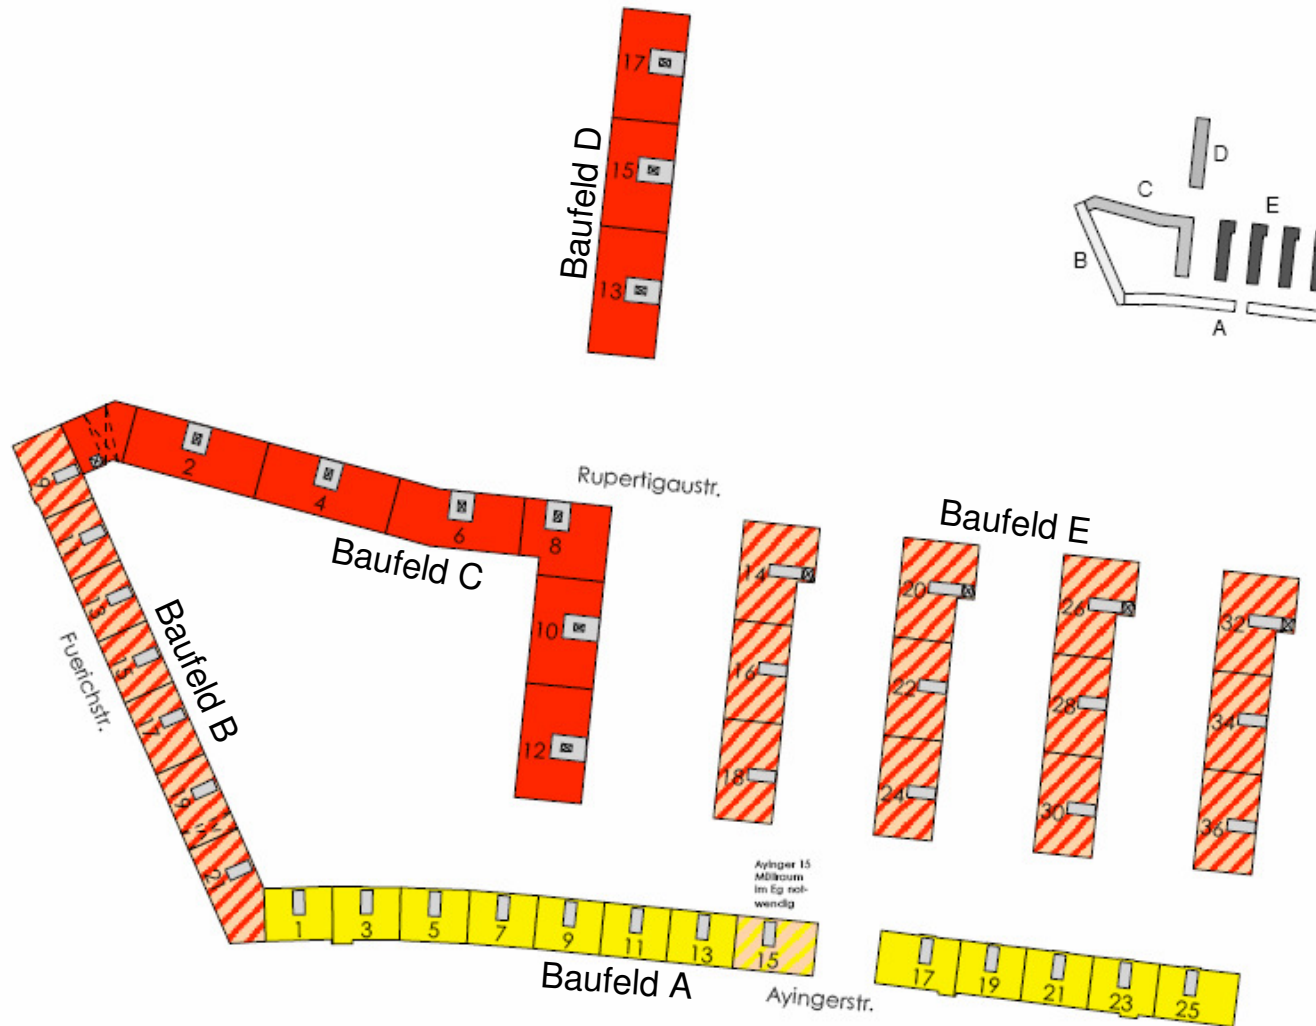 17
15
13
Baufeld D
D
C
E
B
A
2
4
6
8
10
12
Baufeld C
Rupertigaustr.
Baufeld E
14
16
18
20
22
24
26
28
30
32
34
36
9
11
13
15
17
19
21
Baufeld B
Fuerichstr.
Ayinger 15
Müllraum
im Eg not-
wendig
1
3
5
7
9
11
13
15
17
19
21
23
25
Baufeld A
Ayingerstr.